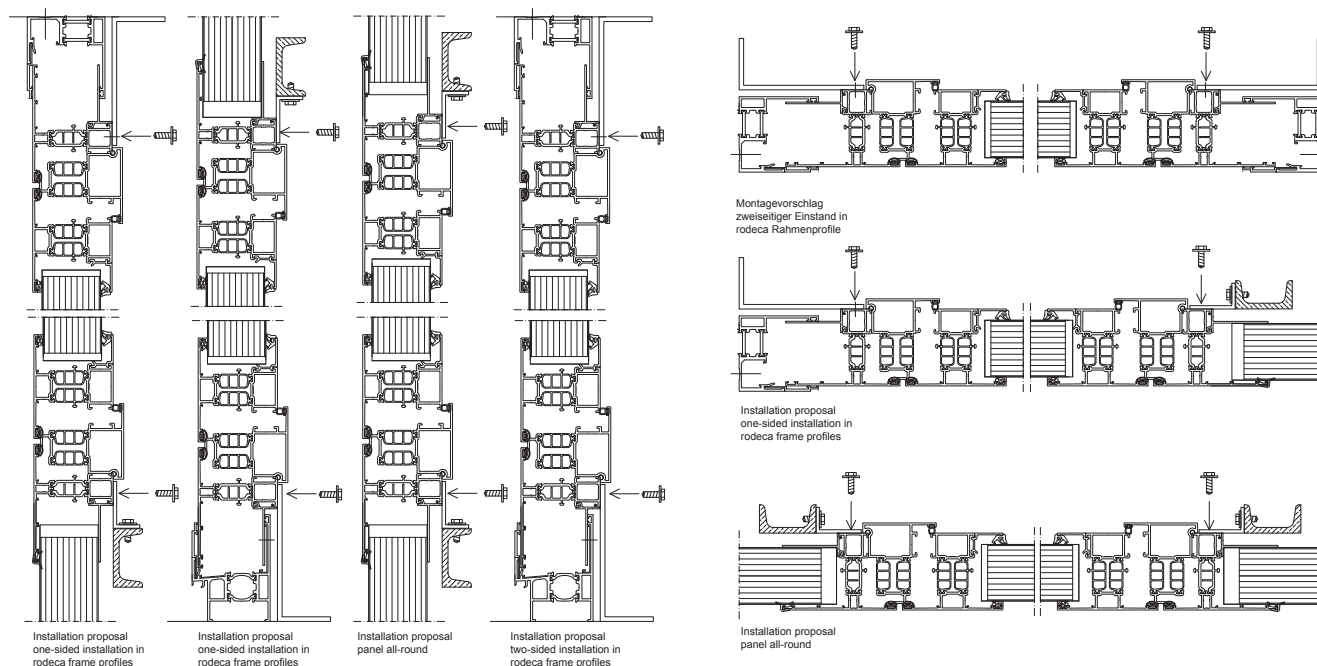 Installation proposal
one-sided installation in
rodeca frame profiles
Installation proposal
one-sided installation in
rodeca frame profiles
Installation proposal
panel all-round
Installation proposal
two-sided installation in
rodeca frame profiles
Montagevorschlag
zweiseitiger Einstand in
rodeca Rahmenprofile
Installation proposal
one-sided installation in
rodeca frame profiles
Installation proposal
panel all-round